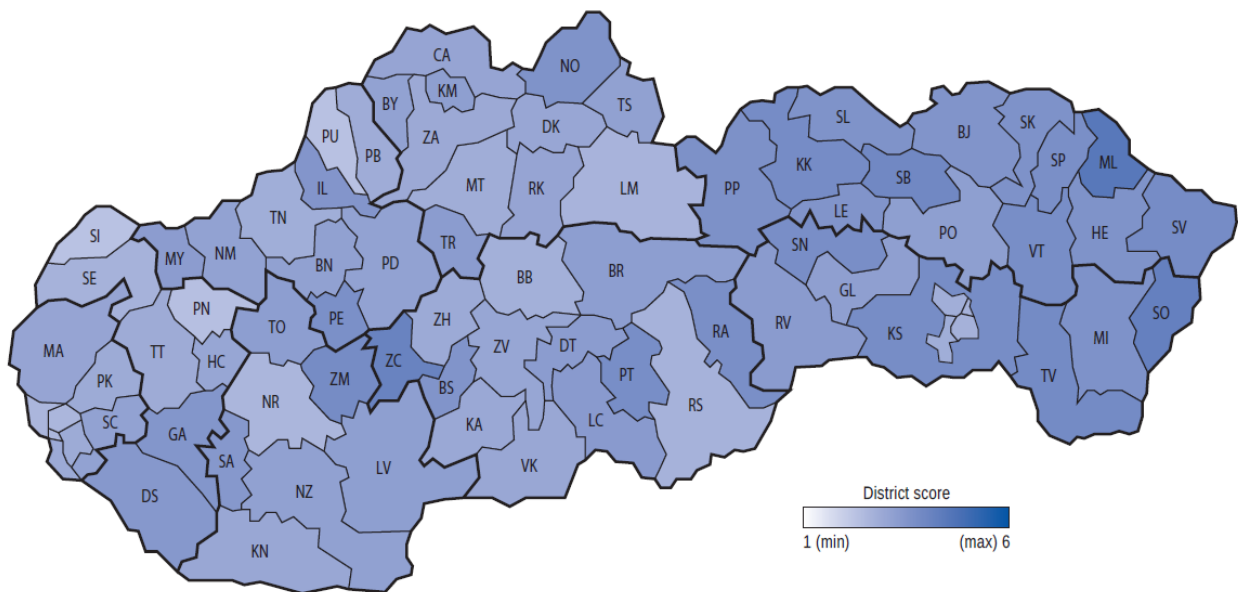 CA
NO
KM
BY
TS
PU
ZA
DK
PB
SL
BJ
SK
SP
ML
KK
IL
MT
RK
LM
PP
SB
LE
TN
SI
TR
PO
HE
SV
MY
NM
SN
VT
BN
PD
SE
BB
BR
GL
PN
SO
PE
TO
ZH
RV
KS
MI
MA
TT
HC
ZV
DT
RA
ZC
PT
TV
PK
ZM
BS
NR
RS
SC
GA
KA
LC
SA
LV
VK
DS
NZ
KN
District score
1 (min)
(max) 6